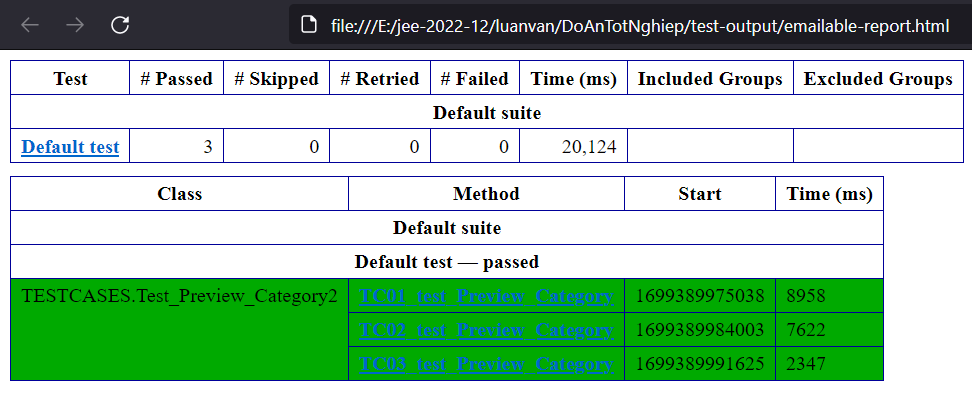 file:///E:/jee-2022-12/luanvan/DoAnTotNghiep/test-output/emailable-report.html
Test # Passed # Skipped # Retried # Failed Time (ms) Included Groups Excluded Groups
Default suite
Default test 3 0 0 0 20,124
Class Method Start Time (ms)
Default suite
Default test — passed
TESTCASES.Test_Preview_Category2 TC01_test_Preview_Category 1699389975038 8958
TC02_test_Preview_Category 1699389984003 7622
TC03_test_Preview_Category 1699389991625 2347